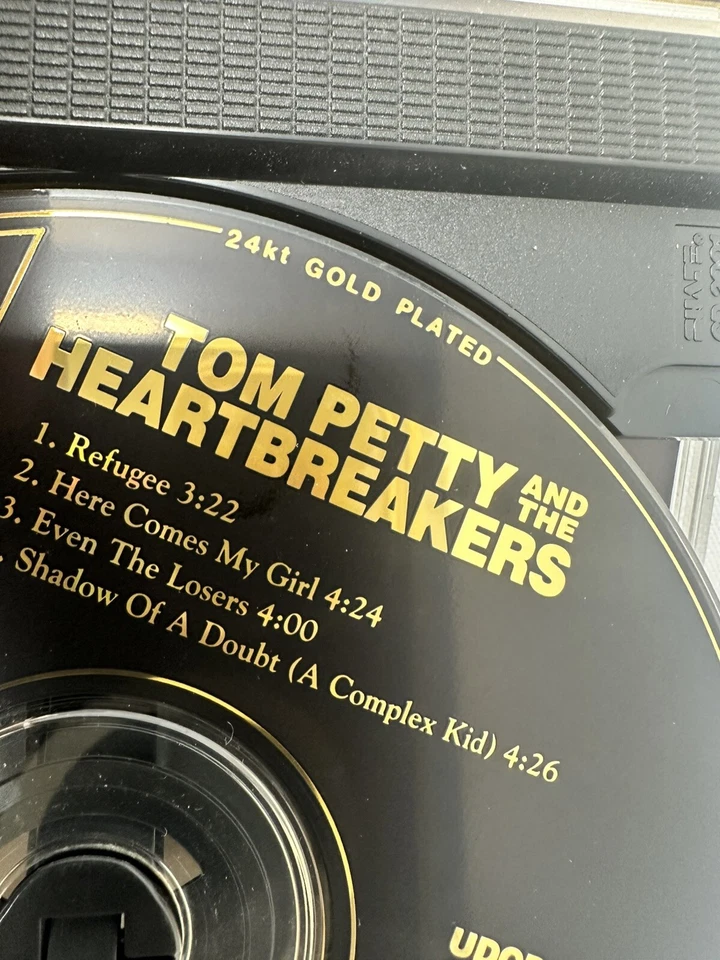 24kt GOLD PLATED
TOM PETTY AND THE
HEARTBREAKERS
1. Refugee 3:22
2. Here Comes My Girl 4:24
3. Even The Losers 4:00
. Shadow Of A Doubt (A Complex Kid) 4:26